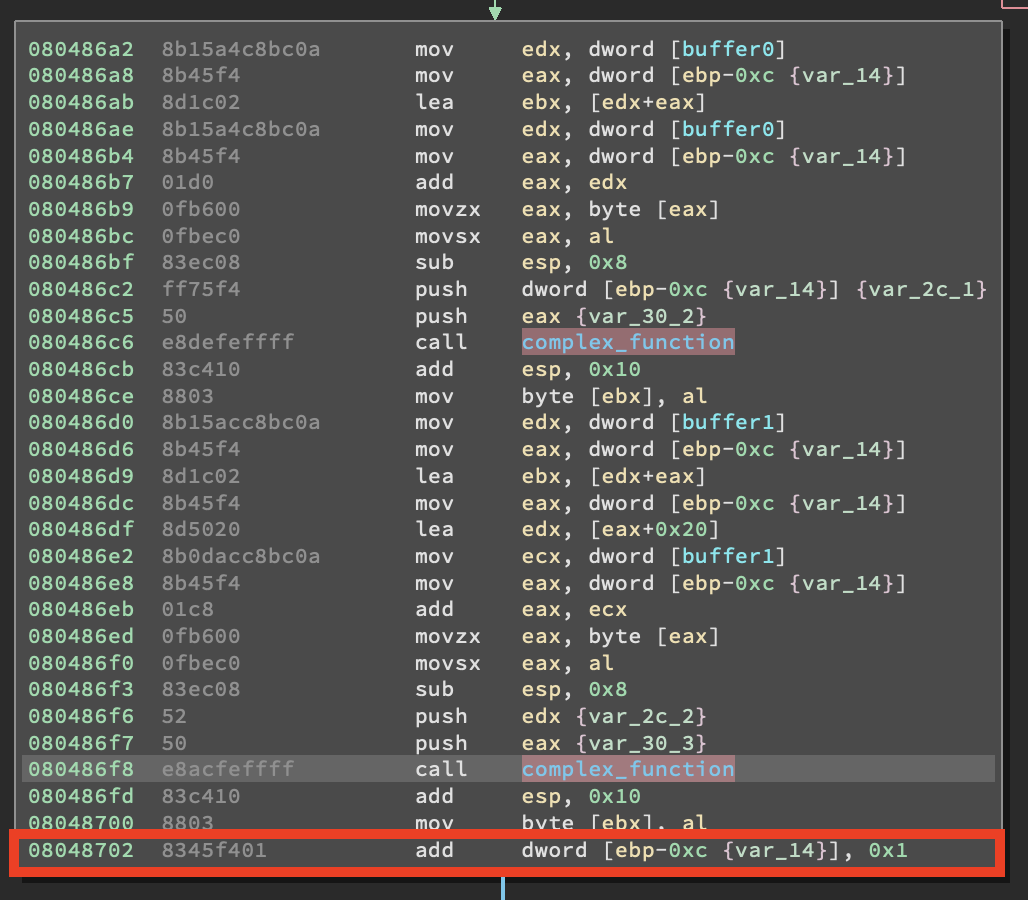 080486a2 8b15a4c8bc0a mov edx, dword [buffer0]
080486a8 8b45f4 mov eax, dword [ebp-0xc {var_14}]
080486ab 8d1c02 lea ebx, [edx+eax]
080486ae 8b15a4c8bc0a mov edx, dword [buffer0]
080486b4 8b45f4 mov eax, dword [ebp-0xc {var_14}]
080486b7 01d0 add eax, edx
080486b9 0fb600 movzx eax, byte [eax]
080486bc 0fbec0 movsx eax, al
080486bf 83ec08 sub esp, 0x8
080486c2 ff75f4 push dword [ebp-0xc {var_14}] {var_2c_1}
080486c5 50 push eax {var_30_2}
080486c6 e8defeffff call complex_function
080486cb 83c410 add esp, 0x10
080486ce 8803 mov byte [ebx], al
080486d0 8b15acc8bc0a mov edx, dword [buffer1]
080486d6 8b45f4 mov eax, dword [ebp-0xc {var_14}]
080486d9 8d1c02 lea ebx, [edx+eax]
080486dc 8b45f4 mov eax, dword [ebp-0xc {var_14}]
080486df 8d5020 lea edx, [eax+0x20]
080486e2 8b0dacc8bc0a mov ecx, dword [buffer1]
080486e8 8b45f4 mov eax, dword [ebp-0xc {var_14}]
080486eb 01c8 add eax, ecx
080486ed 0fb600 movzx eax, byte [eax]
080486f0 0fbec0 movsx eax, al
080486f3 83ec08 sub esp, 0x8
080486f6 52 push edx {var_2c_2}
080486f7 50 push eax {var_30_3}
080486f8 e8acfeffff call complex_function
080486fd 83c410 add esp, 0x10
08048700 8803 mov byte [ebx], al
08048702 8345f401 add dword [ebp-0xc {var_14}], 0x1